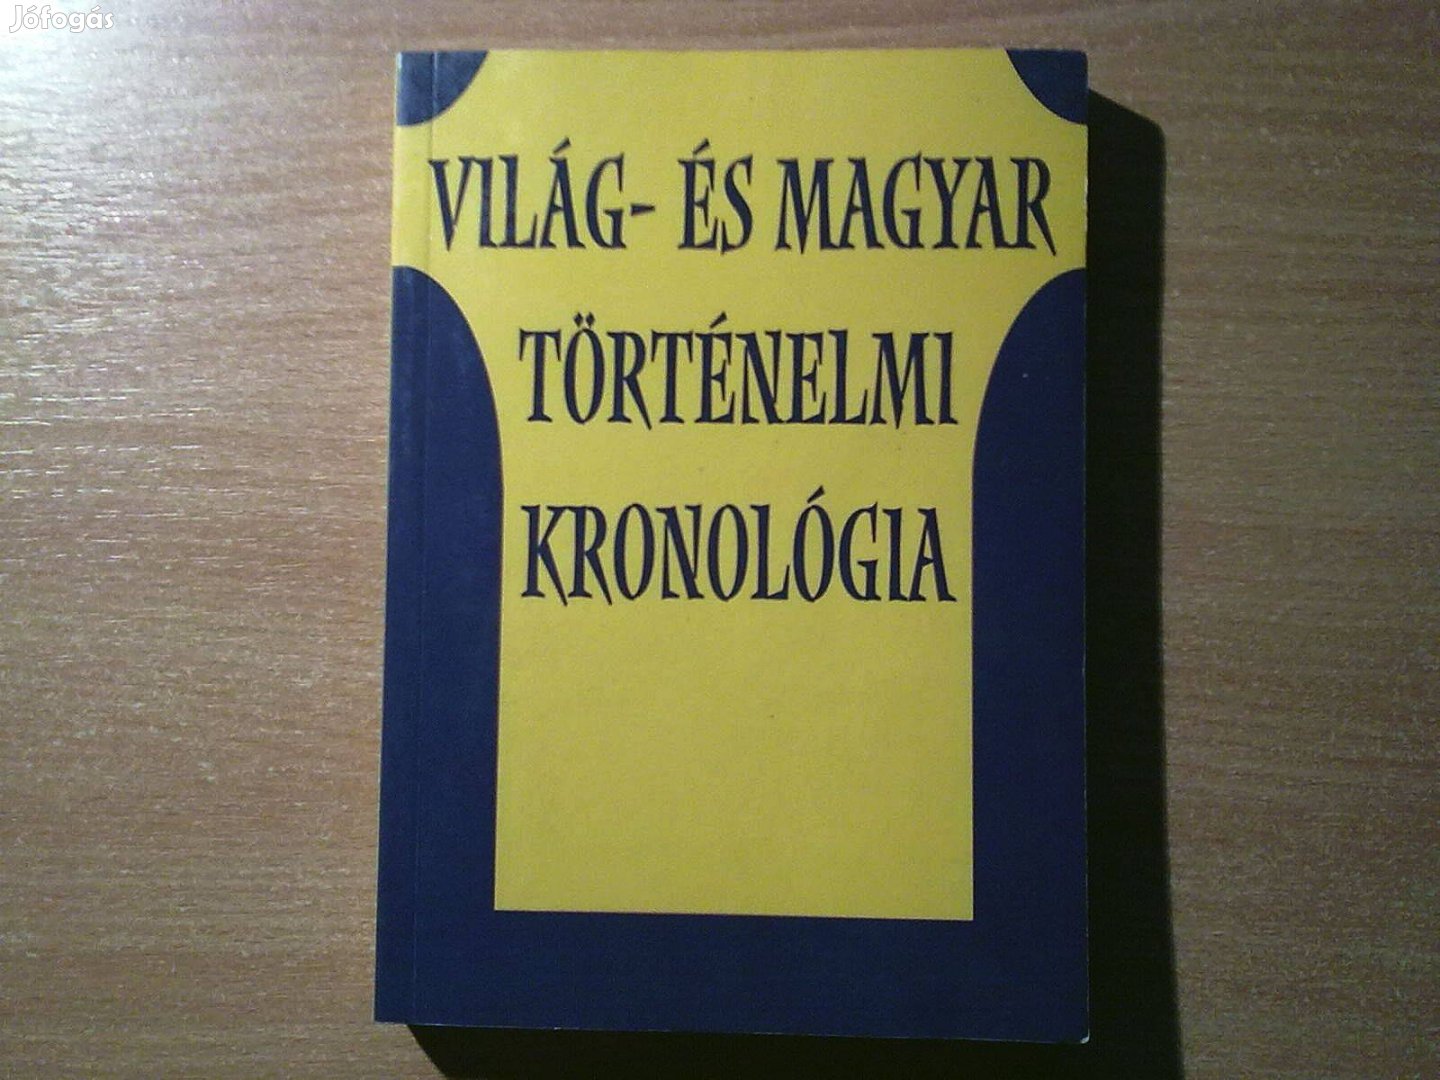 Jófogás
VILÁG- ÉS MAGYAR
TÖRTÉNELMI
KRONOLÓGIA